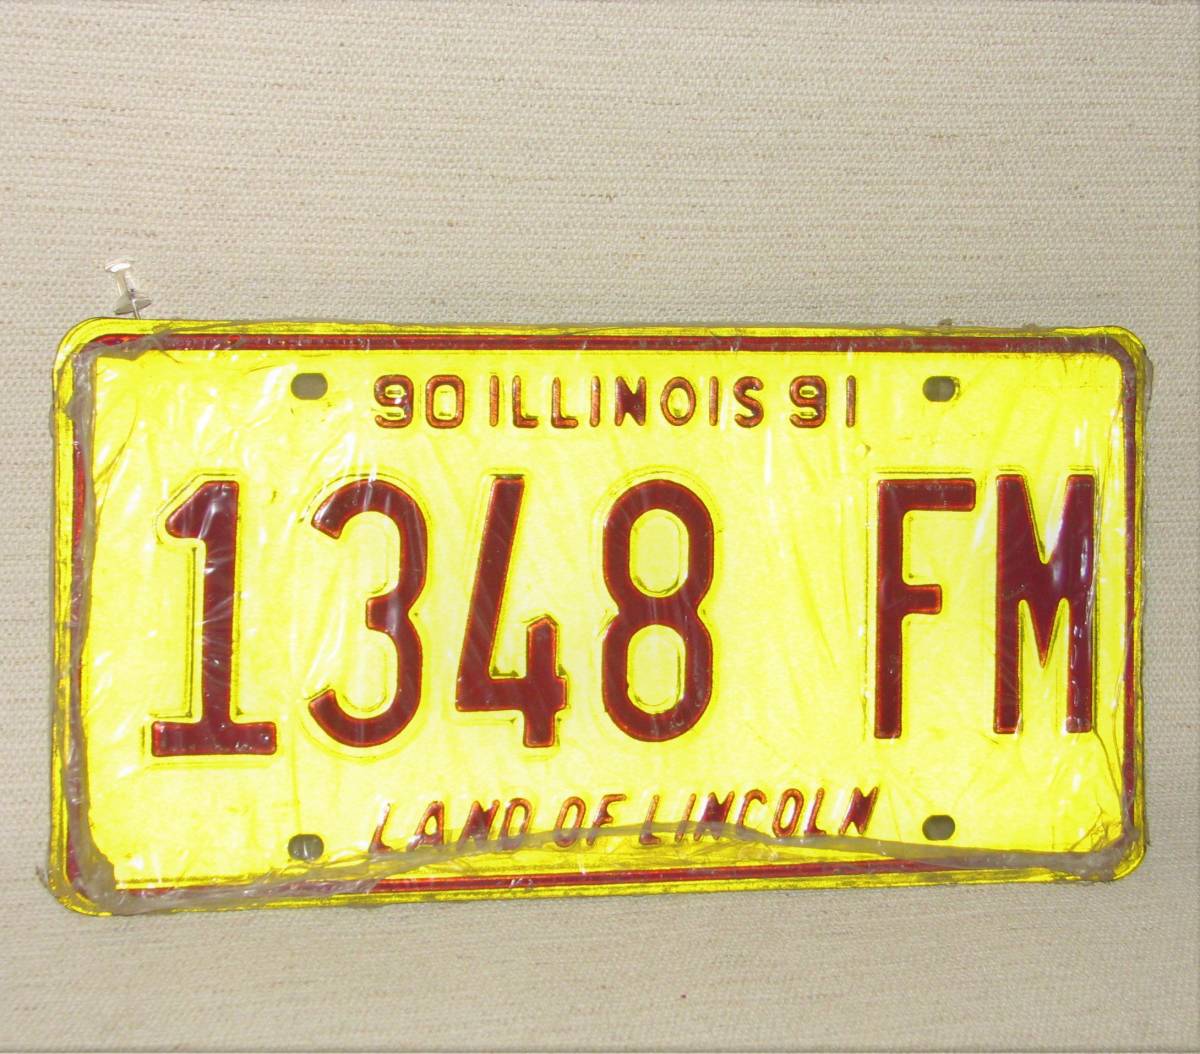 90 ILLINOIS 91
1348 FM
LAND OF LINCOLN